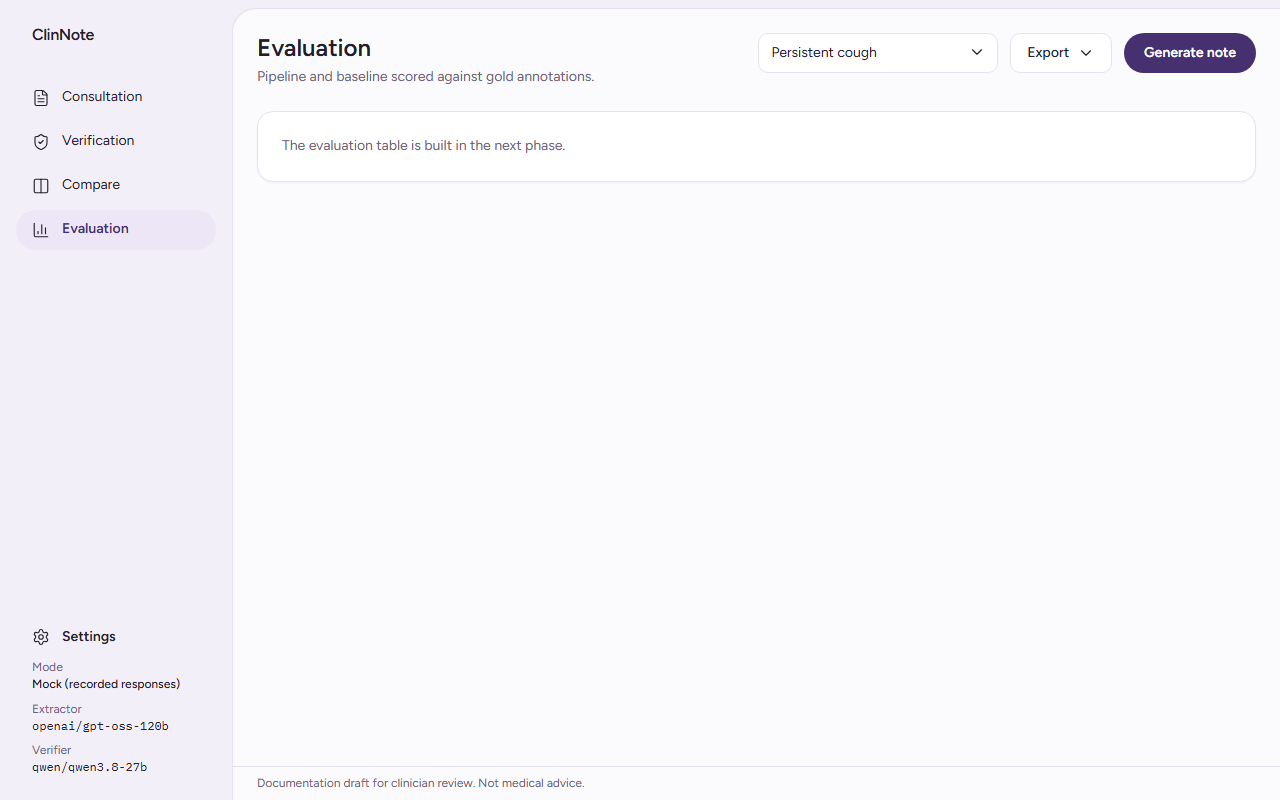 ClinNote
Consultation
Verification
Compare
Evaluation
Settings
Mode
Mock (recorded responses)
Extractor
openai/gpt-oss-120b
Verifier
qwen/qwen3.8-27b
Evaluation
Pipeline and baseline scored against gold annotations.
Persistent cough
Export
Generate note
The evaluation table is built in the next phase.
Documentation draft for clinician review. Not medical advice.